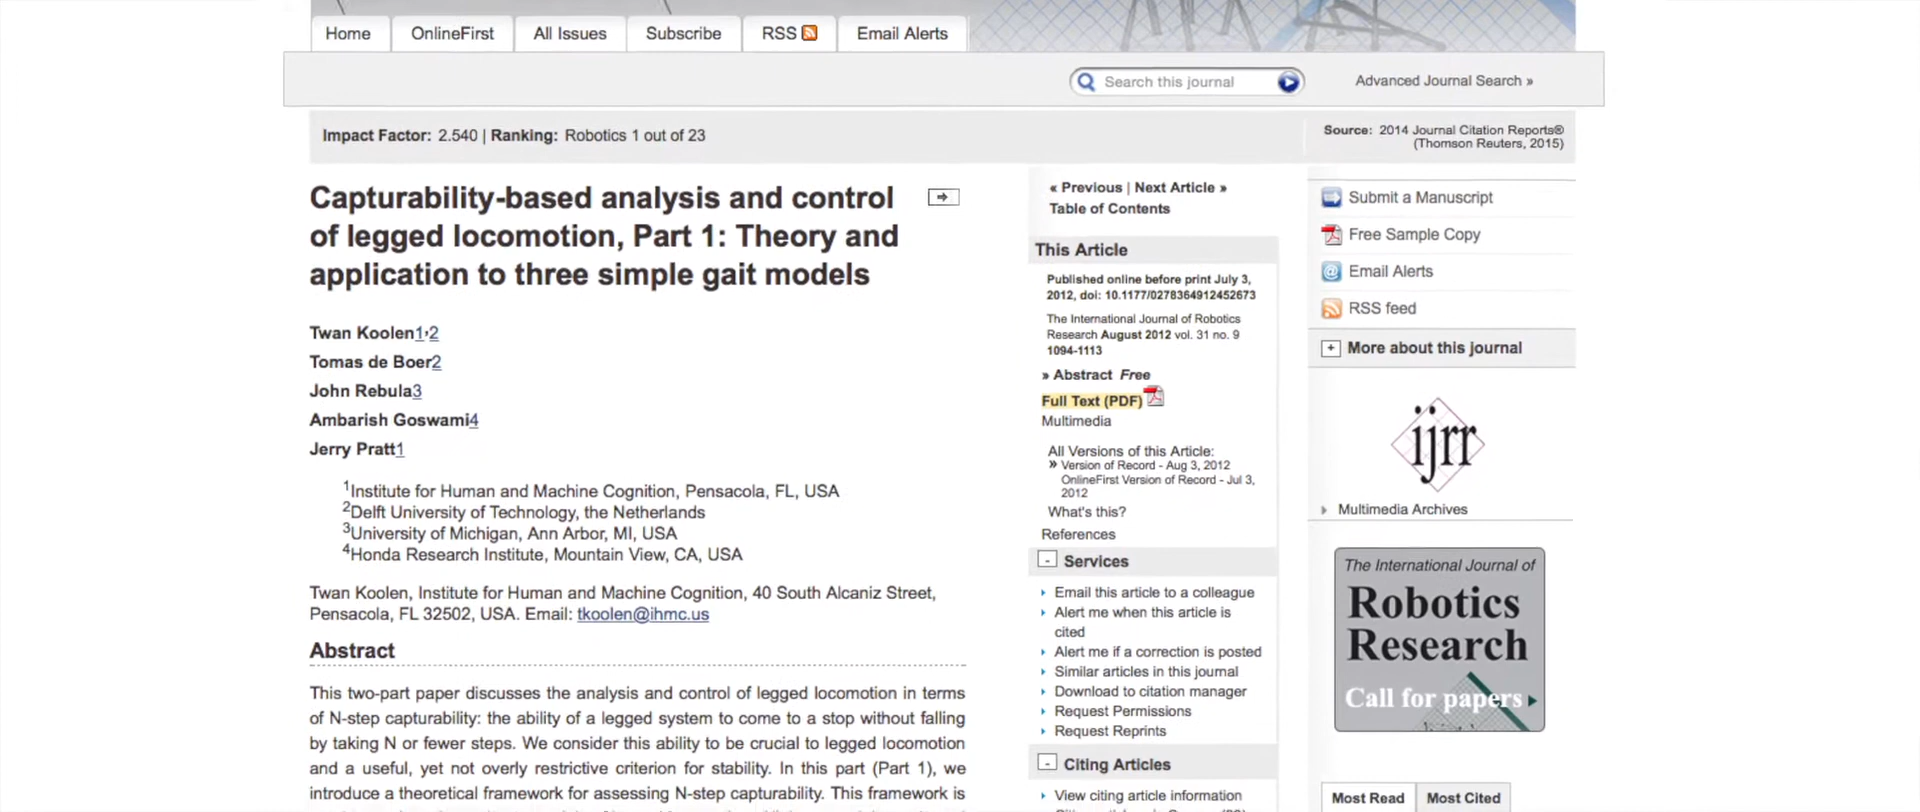 Home
OnlineFirst
All Issues
Subscribe
RSS
Email Alerts
Search this journal
Advanced Journal Search »
Impact Factor: 2.540 | Ranking: Robotics 1 out of 23
Source: 2014 Journal Citation Reports®
(Thomson Reuters, 2015)
Capturability-based analysis and control
of legged locomotion, Part 1: Theory and
application to three simple gait models
Twan Koolen1,2
Tomas de Boer2
John Rebula3
Ambarish Goswami4
Jerry Pratt1
1Institute for Human and Machine Cognition, Pensacola, FL, USA
2Delft University of Technology, the Netherlands
3University of Michigan, Ann Arbor, MI, USA
4Honda Research Institute, Mountain View, CA, USA
Twan Koolen, Institute for Human and Machine Cognition, 40 South Alcaniz Street,
Pensacola, FL 32502, USA. Email: tkoolen@ihmc.us
Abstract
This two-part paper discusses the analysis and control of legged locomotion in terms
of N-step capturability: the ability of a legged system to come to a stop without falling
by taking N or fewer steps. We consider this ability to be crucial to legged locomotion
and a useful, yet not overly restrictive criterion for stability. In this part (Part 1), we
introduce a theoretical framework for assessing N-step capturability. This framework is
« Previous | Next Article »
Table of Contents
This Article
Published online before print July 3,
2012, doi: 10.1177/0278364912452673
The International Journal of Robotics
Research August 2012 vol. 31 no. 9
1094-1113
» Abstract Free
Full Text (PDF)
Multimedia
All Versions of this Article:
» Version of Record - Aug 3, 2012
OnlineFirst Version of Record - Jul 3,
2012
What's this?
References
- Services
Email this article to a colleague
Alert me when this article is
cited
Alert me if a correction is posted
Similar articles in this journal
Download to citation manager
Request Permissions
Request Reprints
- Citing Articles
View citing article information
Submit a Manuscript
Free Sample Copy
Email Alerts
RSS feed
+ More about this journal
ijrr
Multimedia Archives
The International Journal of
Robotics
Research
Call for papers
Most Read
Most Cited